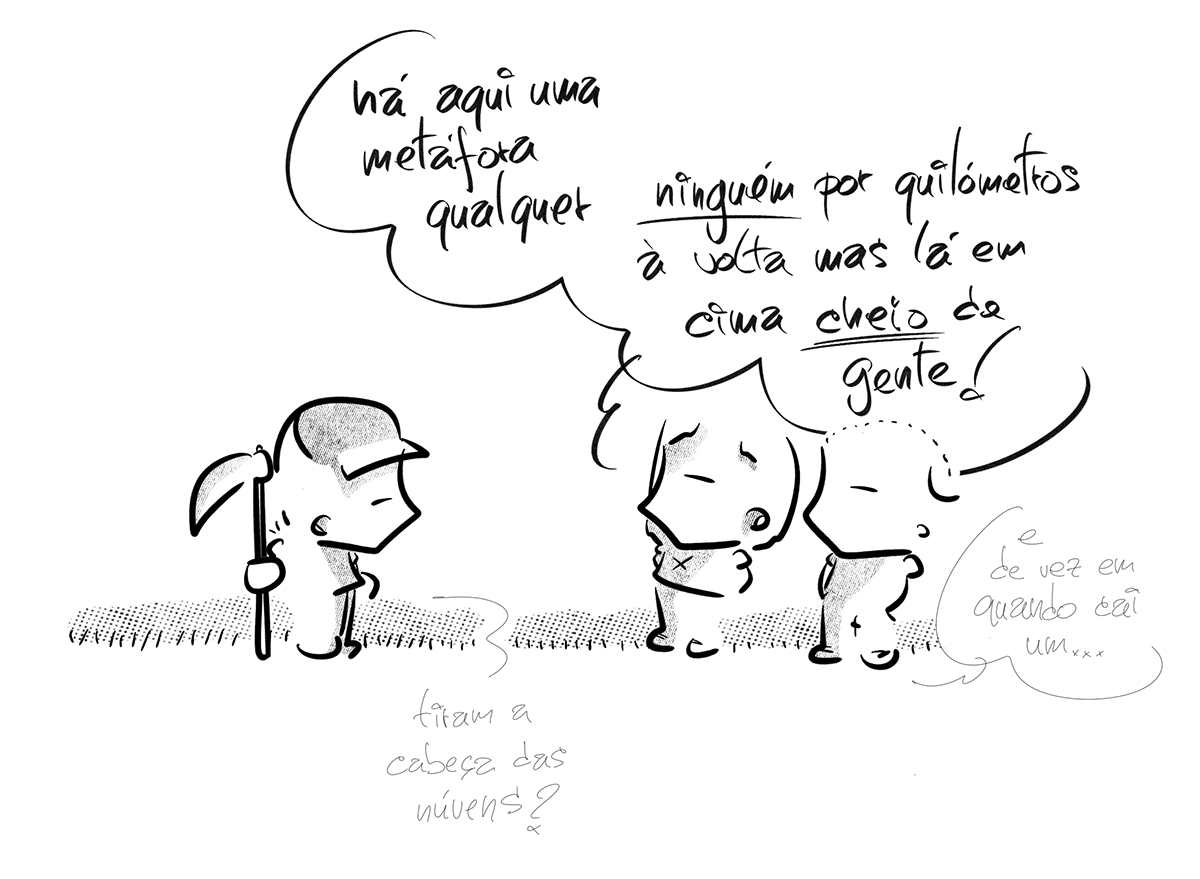 há aqui uma
metáfora
qualquer
ninguém por quilómetros
à volta mas lá em
cima cheio de
gente!
e
de vez em
quando cai
um...
tiram a
cabeça das
núvens?